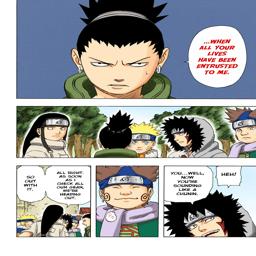 ...WHEN
ALL YOUR
LIVES
HAVE BEEN
ENTRUSTED
TO ME.
HEH!
YOU...WELL,
NOW
YOU'RE
SOUNDING
LIKE A
CHUNIN.
ALL RIGHT.
AS SOON
AS I
CHECK ALL
OUR GEAR,
WE'RE
HEADING
OUT.
SO
OUT
WITH
IT.